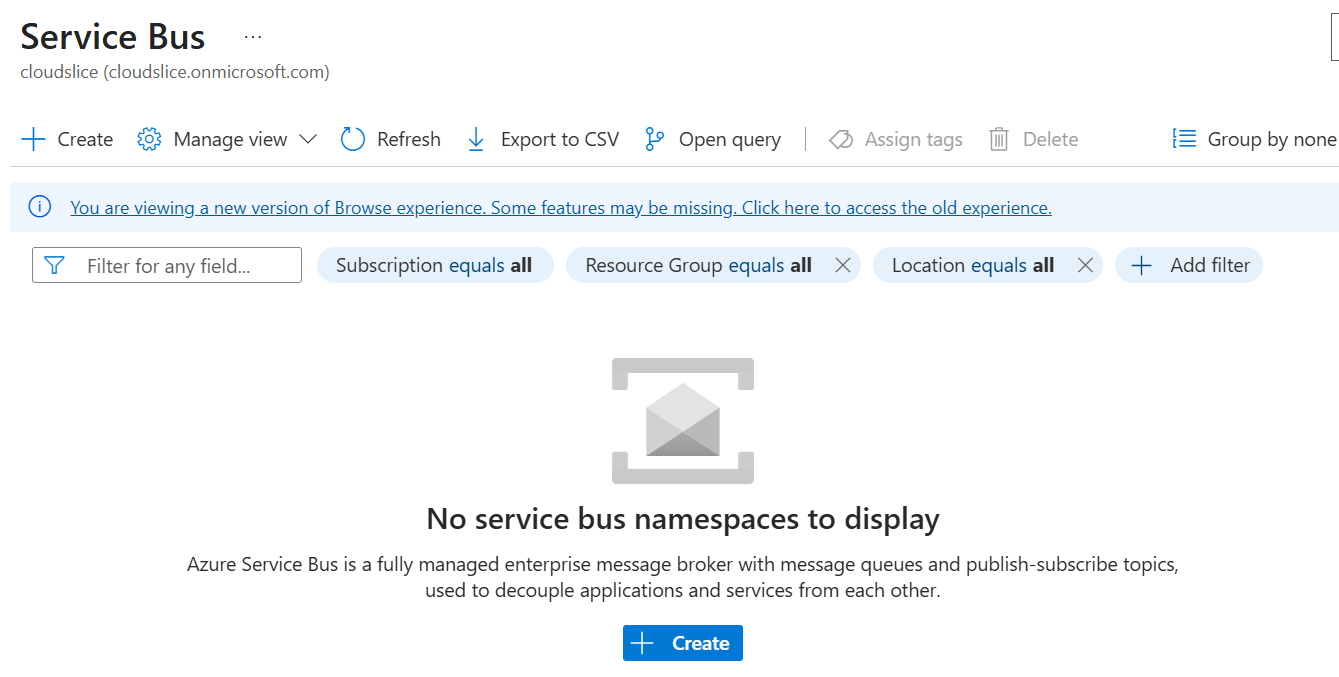 Service Bus ...
cloudslice (cloudslice.onmicrosoft.com)
Create Manage view Refresh Export to CSV Open query Assign tags Delete Group by none
You are viewing a new version of Browse experience. Some features may be missing. Click here to access the old experience.
Filter for any field... Subscription equals all Resource Group equals all Location equals all Add filter
No service bus namespaces to display
Azure Service Bus is a fully managed enterprise message broker with message queues and publish-subscribe topics,
used to decouple applications and services from each other.
Create